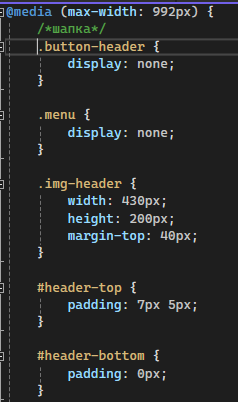 @media (max-width: 992px) {
/*шапка*/
.button-header {
display: none;
}
.menu {
display: none;
}
.img-header {
width: 430px;
height: 200px;
margin-top: 40px;
}
#header-top {
padding: 7px 5px;
}
#header-bottom {
padding: 0px;
}